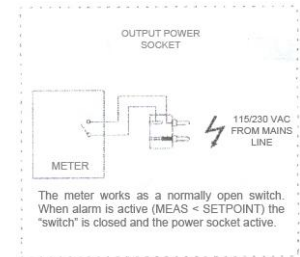 OUTPUT POWER
SOCKET
115/230 VAC
FROM MAINS
LINE
METER
The meter works as a normally open switch.
When alarm is active (MEAS < SETPOINT) the
"switch" is closed and the power socket active.